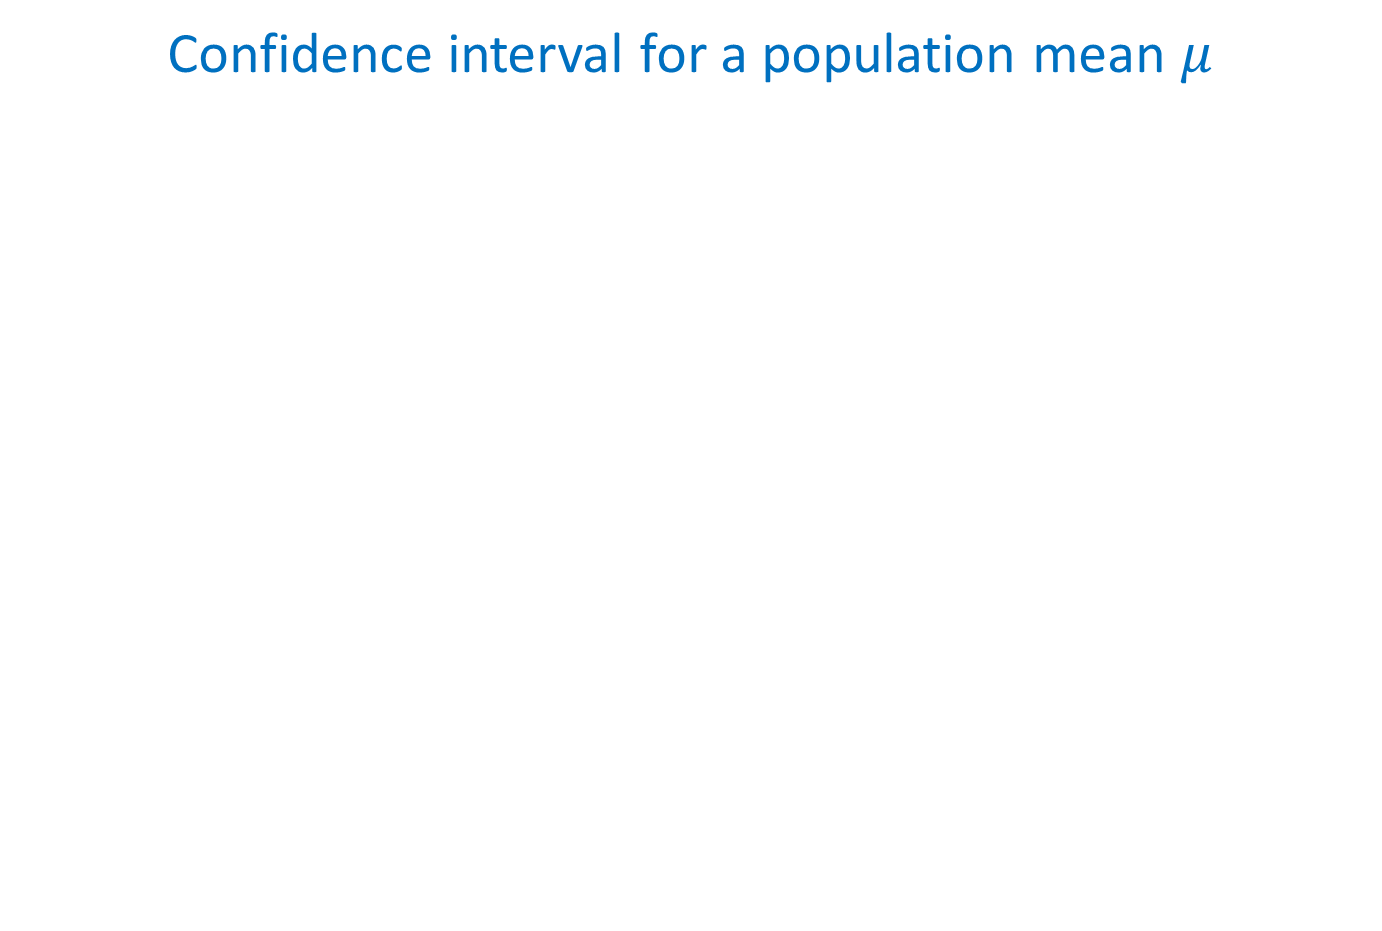 Confidence interval for a population mean 𝜇